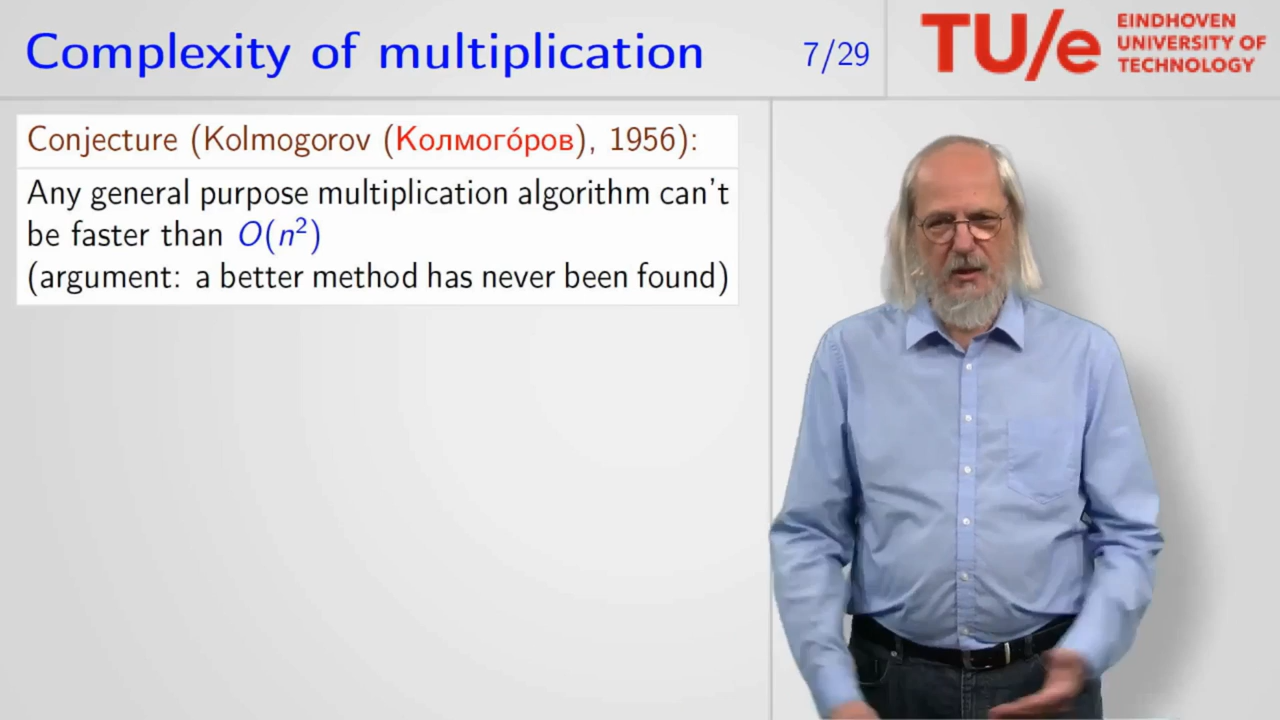 Complexity of multiplication
7/29
TU/e
EINDHOVEN
UNIVERSITY OF
TECHNOLOGY
Conjecture (Kolmogorov (Колмого́ров), 1956):
Any general purpose multiplication algorithm can't
be faster than O(n²)
(argument: a better method has never been found)